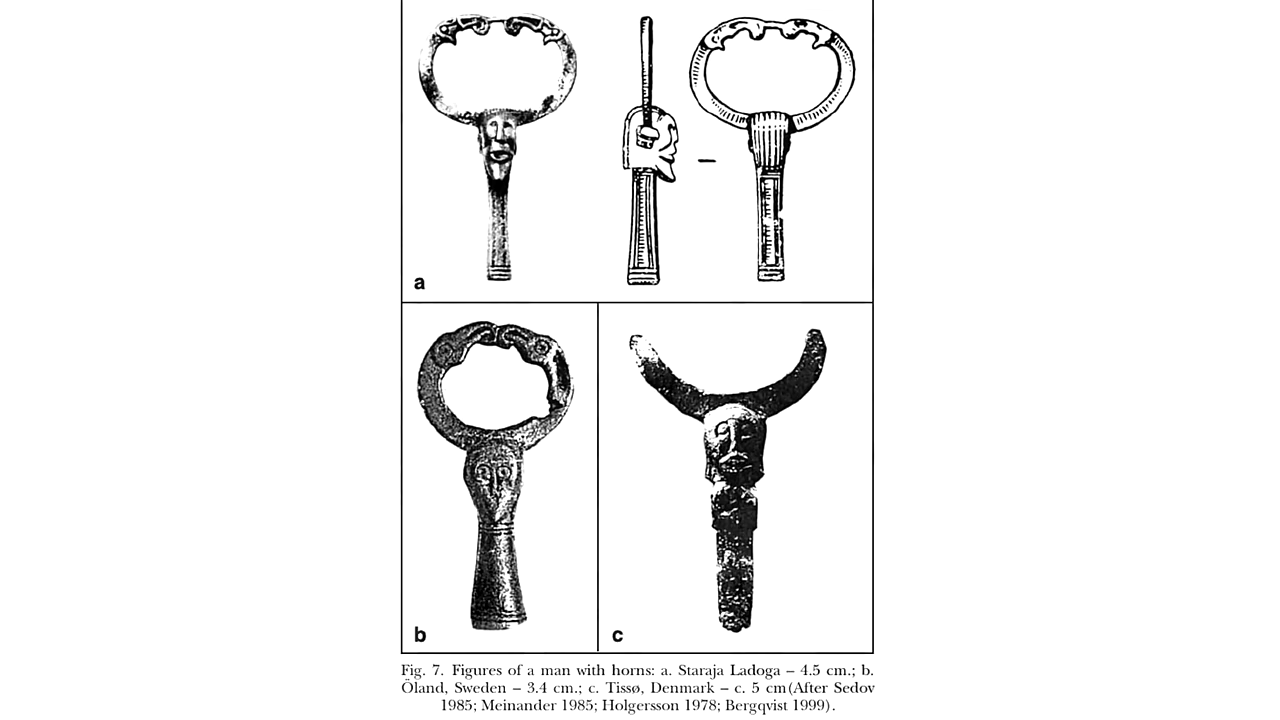 a
b
c
Fig. 7. Figures of a man with horns: a. Staraja Ladoga – 4.5 cm.; b.
Öland, Sweden – 3.4 cm.; c. Tissø, Denmark – c. 5 cm(After Sedov
1985; Meinander 1985; Holgersson 1978; Bergqvist 1999).